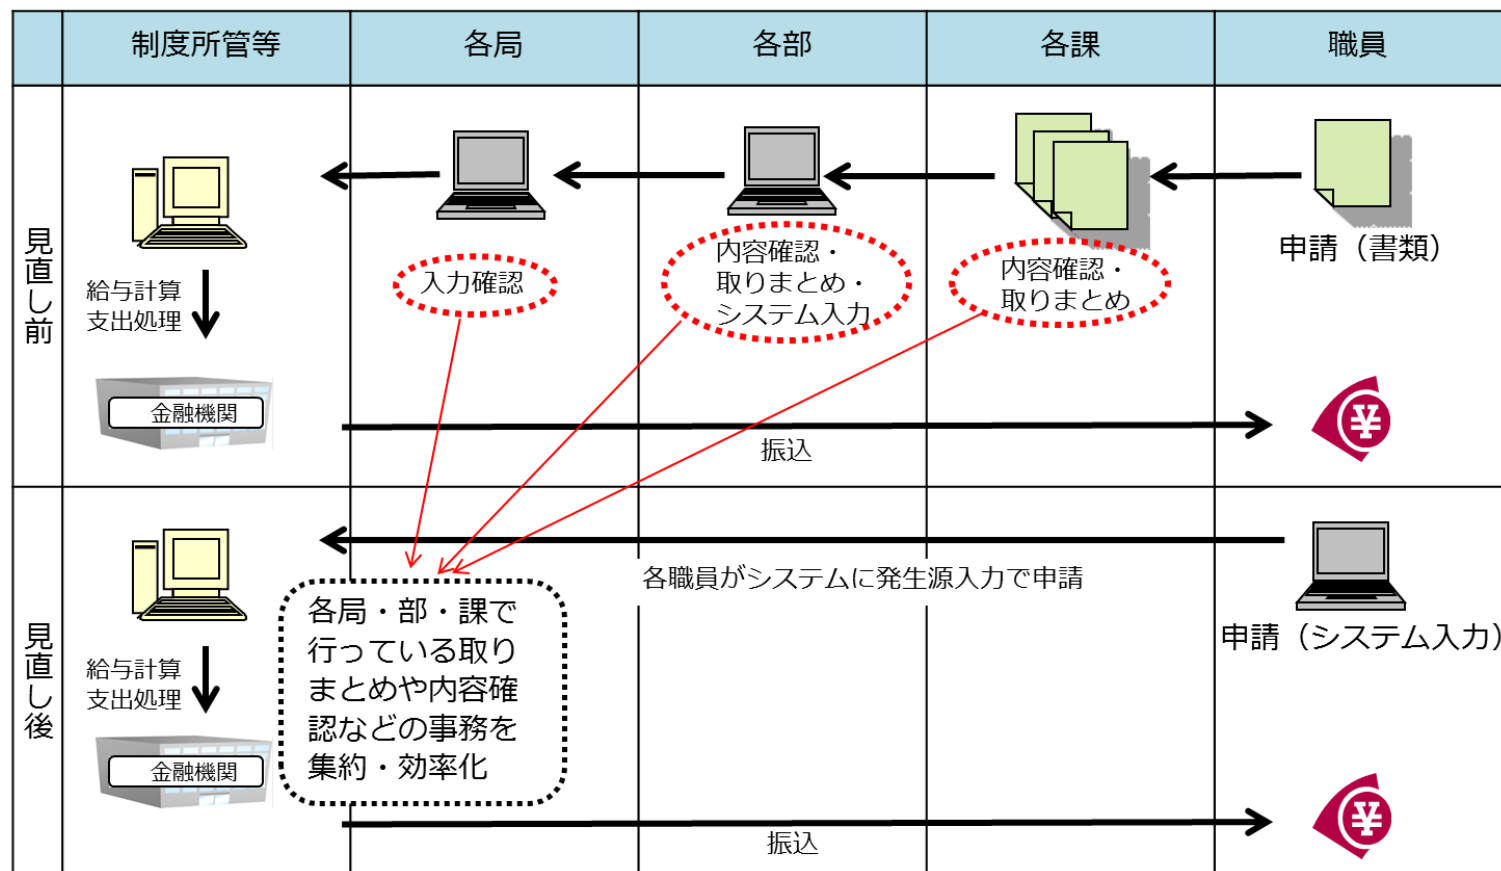 制度所管等
各局
各部
各課
職員
見直し前
申請（書類）
内容確認・
取りまとめ
内容確認・
取りまとめ・
システム入力
入力確認
給与計算
支出処理
金融機関
振込
見直し後
各職員がシステムに発生源入力で申請
申請（システム入力）
各局・部・課で
行っている取り
まとめや内容確
認などの事務を
集約・効率化
給与計算
支出処理
金融機関
振込
¥
¥